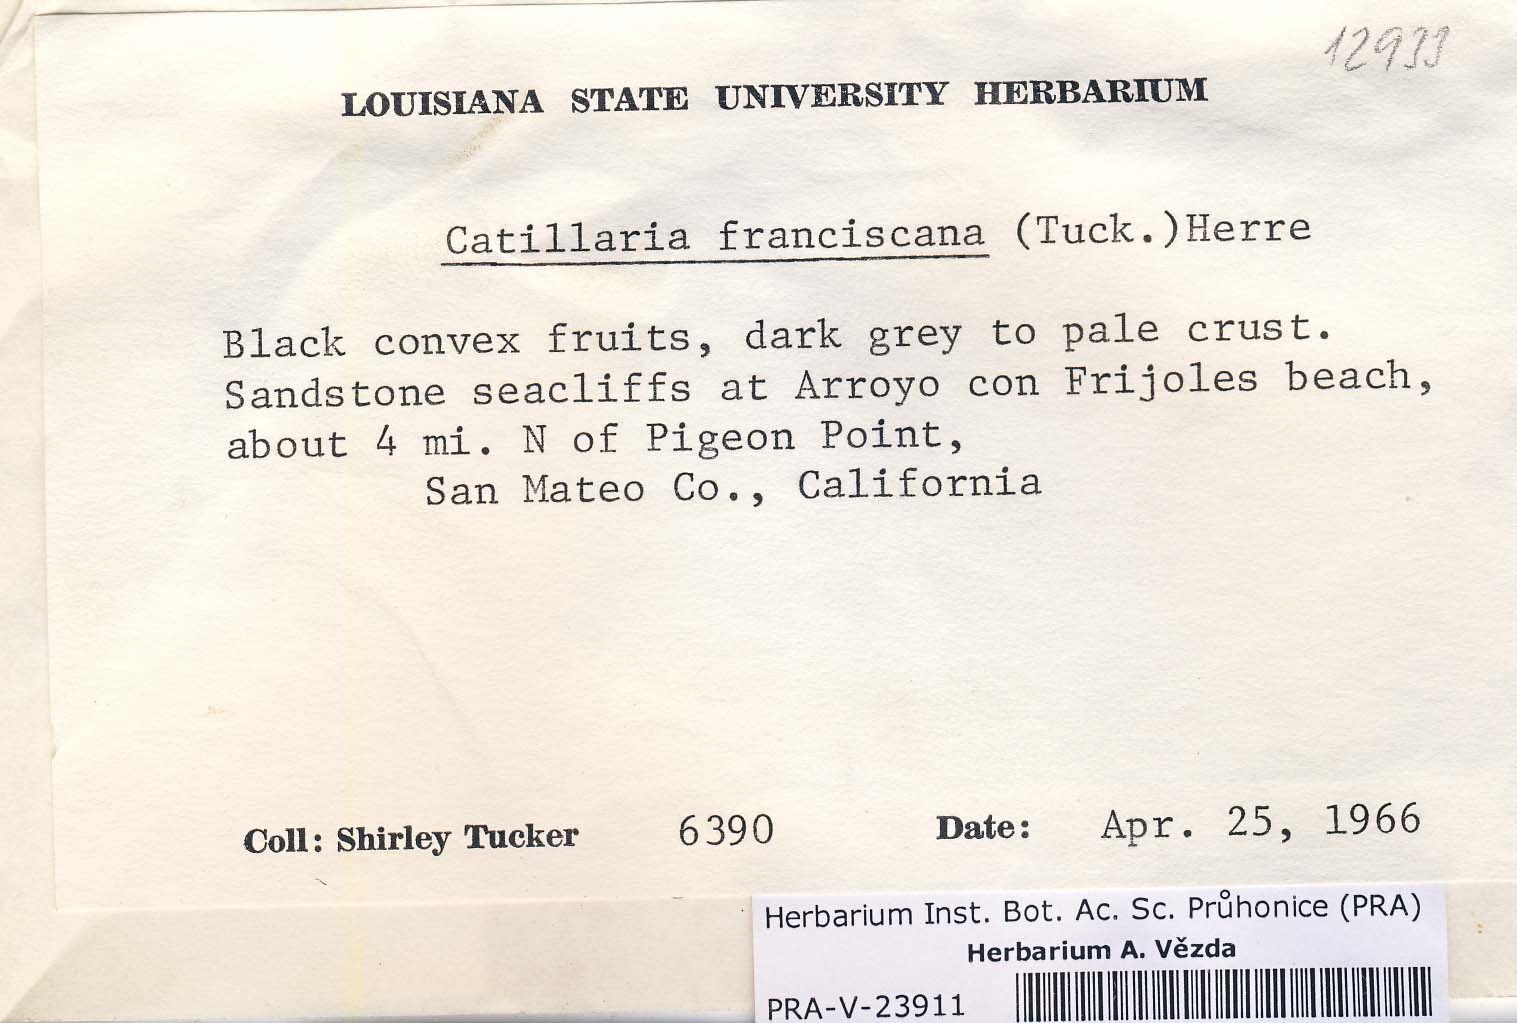 12933
LOUISIANA STATE UNIVERSITY HERBARIUM
Catillaria franciscana (Tuck.)Herre
Black convex fruits, dark grey to pale crust.
Sandstone seacliffs at Arroyo con Frijoles beach,
about 4 mi. N of Pigeon Point,
San Mateo Co., California
Coll: Shirley Tucker 6390 Date: Apr. 25, 1966
Herbarium Inst. Bot. Ac. Sc. Průhonice (PRA)
Herbarium A. Vězda
PRA-V-23911